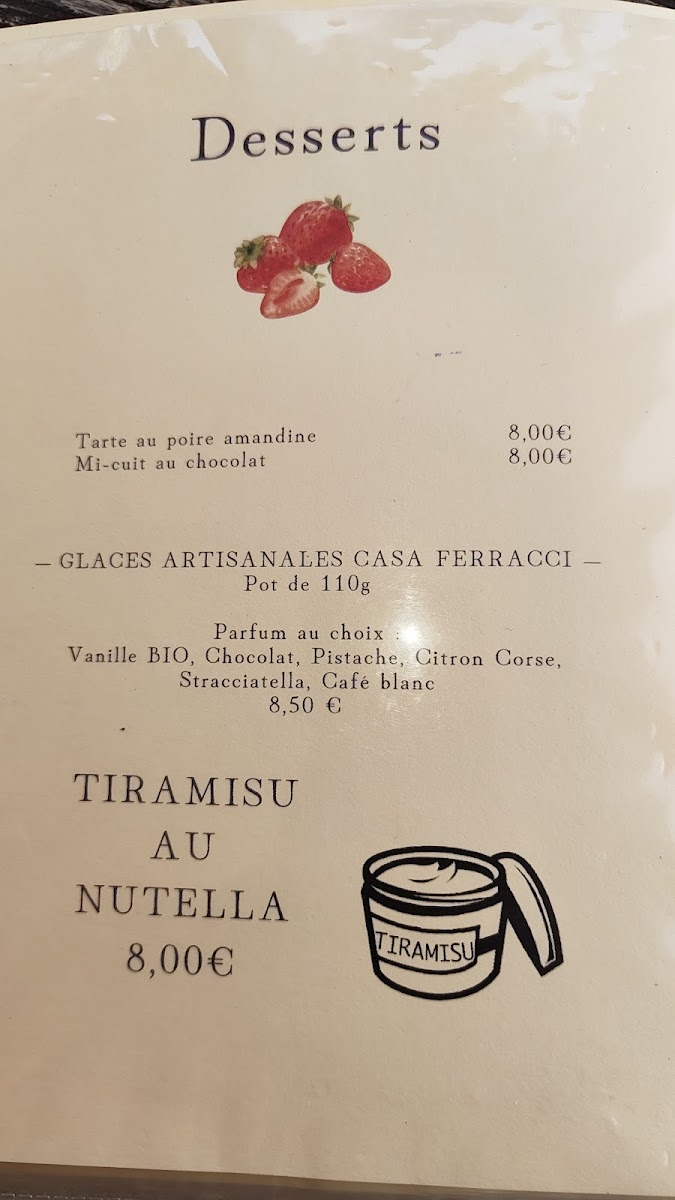 Desserts
Tarte au poire amandine 8,00€
Mi-cuit au chocolat 8,00€
— GLACES ARTISANALES CASA FERRACCI —
Pot de 110g
Parfum au choix :
Vanille BIO, Chocolat, Pistache, Citron Corse,
Stracciatella, Café blanc
8,50 €
TIRAMISU
AU
NUTELLA
8,00€
TIRAMISU